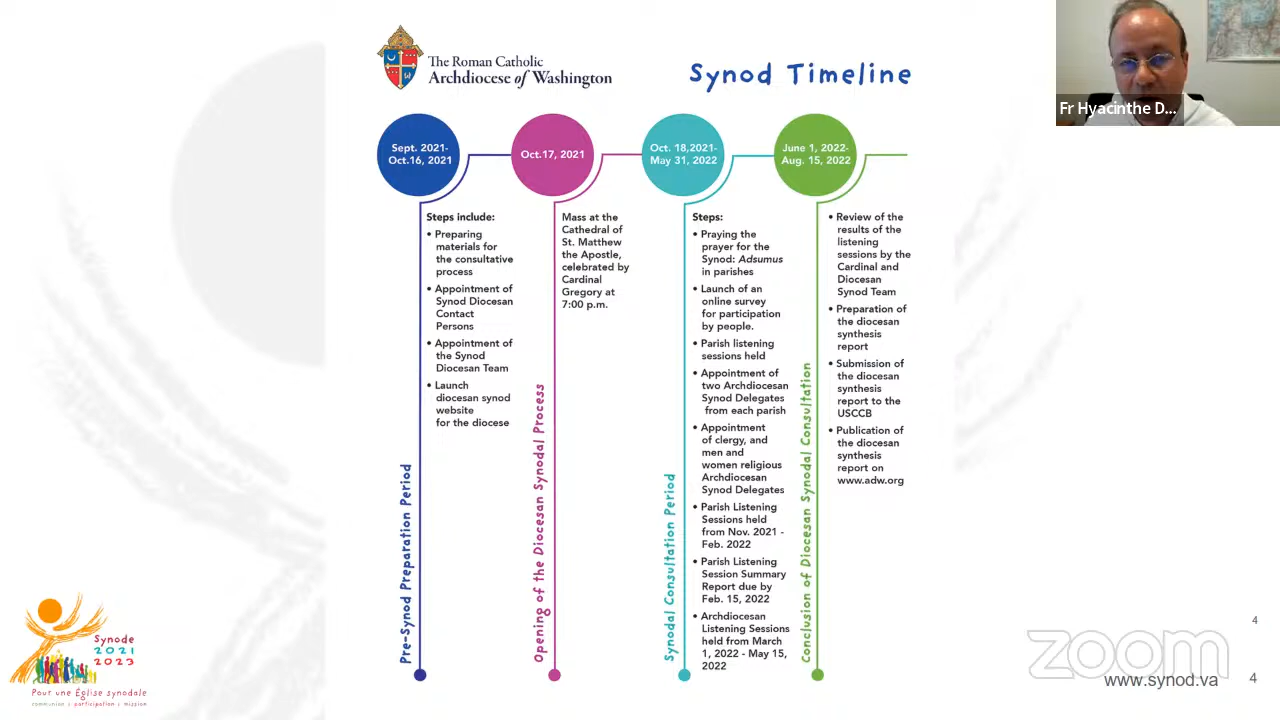 The Roman Catholic
Archdiocese of Washington
Synod Timeline
Fr Hyacinthe D...
Sept. 2021-
Oct.16, 2021
Oct.17, 2021
Oct. 18,2021-
May 31, 2022
June 1, 2022-
Aug. 15, 2022
Pre-Synod Preparation Period
Steps include:
• Preparing
materials for
the consultative
process
• Appointment of
Synod Diocesan
Contact
Persons
• Appointment of
the Synod
Diocesan Team
• Launch
diocesan synod
website
for the diocese
Opening of the Diocesan Synodal Process
Mass at the
Cathedral of
St. Matthew
the Apostle,
celebrated by
Cardinal
Gregory at
7:00 p.m.
Synodal Consultation Period
Steps:
• Praying the
prayer for the
Synod: Adsumus
in parishes
• Launch of an
online survey
for participation
by people.
• Parish listening
sessions held
• Appointment of
two Archdiocesan
Synod Delegates
from each parish
• Appointment
of clergy, and
men and
women religious
Archdiocesan
Synod Delegates
• Parish Listening
Sessions held
from Nov. 2021 -
Feb. 2022
• Parish Listening
Session Summary
Report due by
Feb. 15, 2022
• Archdiocesan
Listening Sessions
held from March
1, 2022 - May 15,
2022
Conclusion of Diocesan Synodal Consultation
• Review of the
results of the
listening
sessions by the
Cardinal and
Diocesan
Synod Team
• Preparation of
the diocesan
synthesis
report
• Submission of
the diocesan
synthesis
report to the
USCCB
• Publication of
the diocesan
synthesis
report on
www.adw.org
Synode
2021
2023
Pour une Église synodale
communion | participation | mission
4
zoom
www.synod.va
4